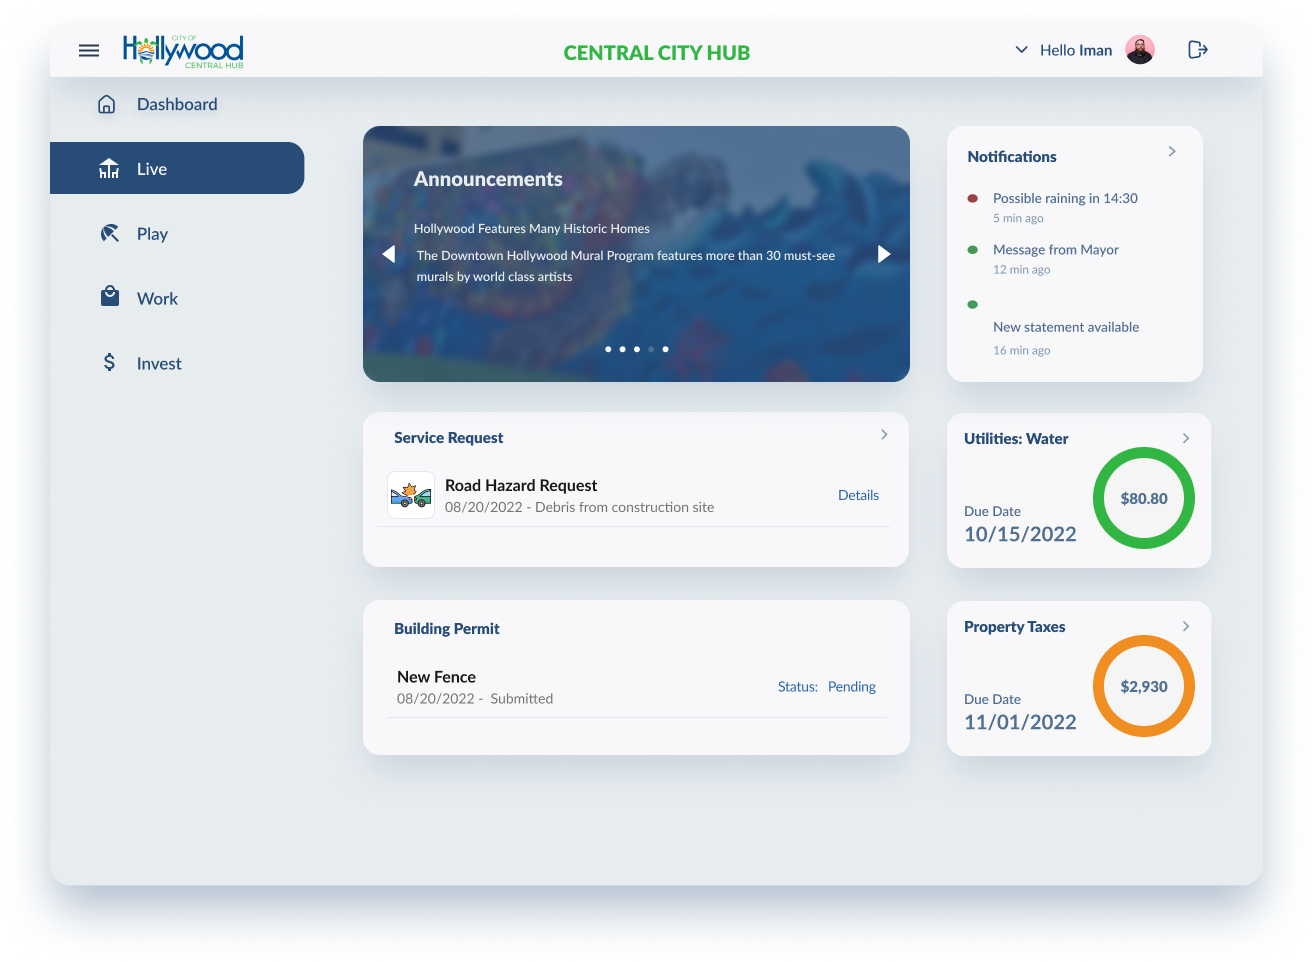 CITY OF
Hollywood
CENTRAL HUB
CENTRAL CITY HUB
Hello Iman
Dashboard
Live
Play
Work
Invest
Announcements
Hollywood Features Many Historic Homes
The Downtown Hollywood Mural Program features more than 30 must-see
murals by world class artists
Notifications
Possible raining in 14:30
5 min ago
Message from Mayor
12 min ago
New statement available
16 min ago
Service Request
Road Hazard Request
08/20/2022 - Debris from construction site
Details
Utilities: Water
$80.80
Due Date
10/15/2022
Building Permit
New Fence
08/20/2022 - Submitted
Status: Pending
Property Taxes
$2,930
Due Date
11/01/2022